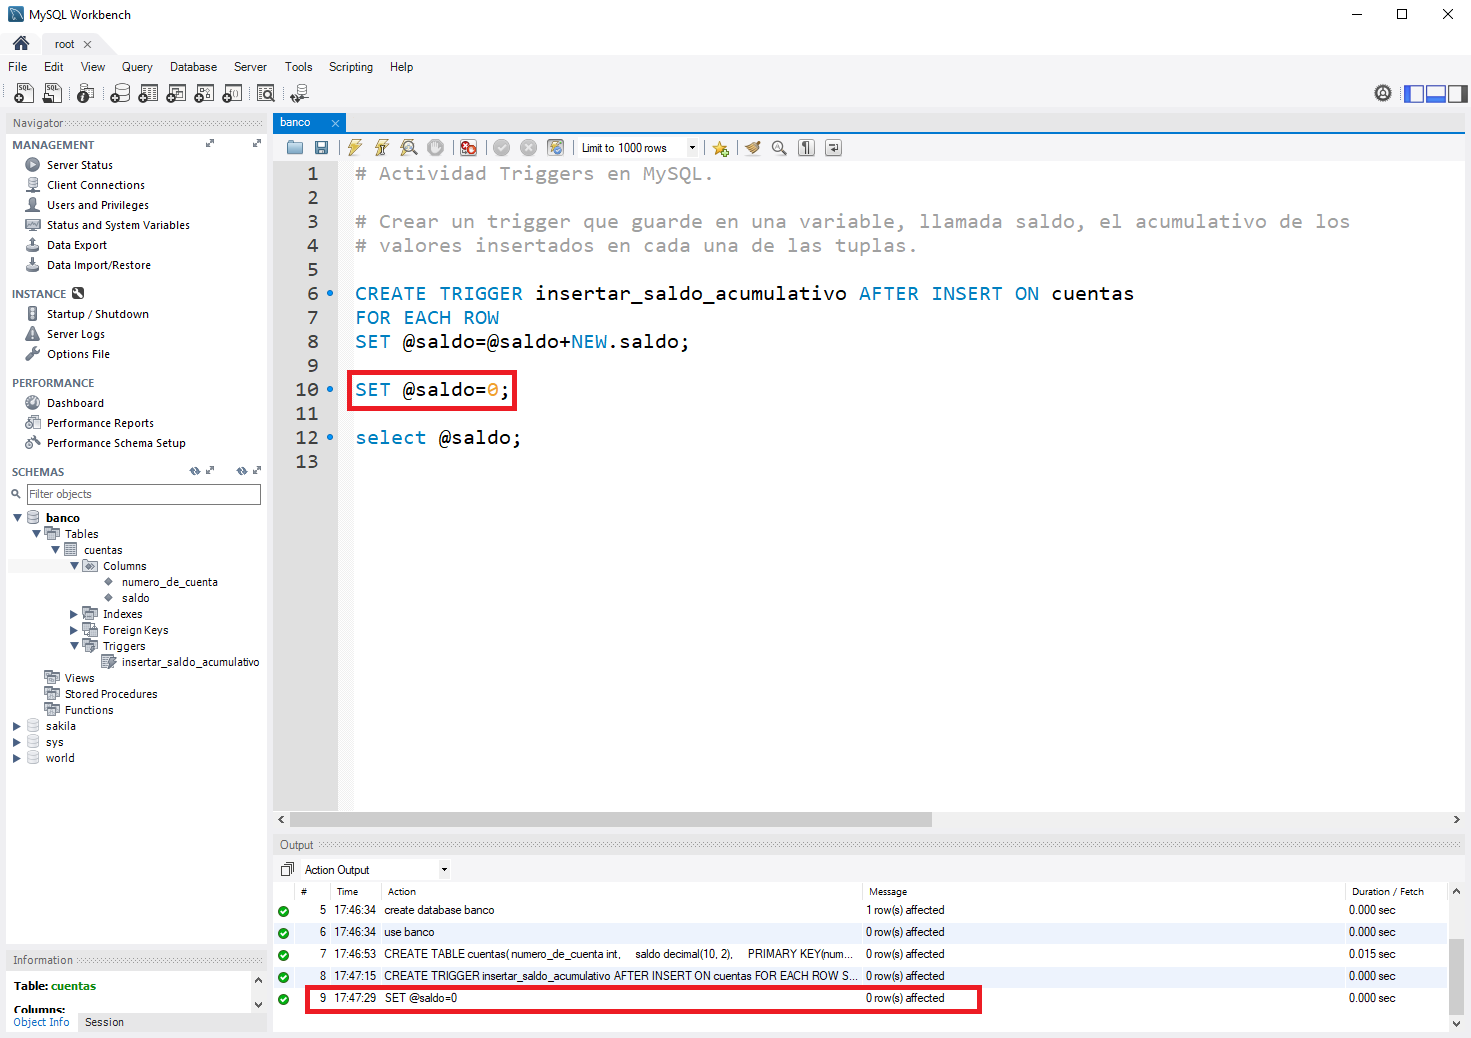 MySQL Workbench
root
File Edit View Query Database Server Tools Scripting Help
Navigator
MANAGEMENT
Server Status
Client Connections
Users and Privileges
Status and System Variables
Data Export
Data Import/Restore
INSTANCE
Startup / Shutdown
Server Logs
Options File
PERFORMANCE
Dashboard
Performance Reports
Performance Schema Setup
SCHEMAS
Filter objects
banco
Tables
cuentas
Columns
numero_de_cuenta
saldo
Indexes
Foreign Keys
Triggers
insertar_saldo_acumulativo
Views
Stored Procedures
Functions
sakila
sys
world
Information
Table: cuentas
Columns:
Object Info Session
banco
Limit to 1000 rows
1 # Actividad Triggers en MySQL.
2
3 # Crear un trigger que guarde en una variable, llamada saldo, el acumulativo de los
4 # valores insertados en cada una de las tuplas.
5
6 CREATE TRIGGER insertar_saldo_acumulativo AFTER INSERT ON cuentas
7 FOR EACH ROW
8 SET @saldo=@saldo+NEW.saldo;
9
10 SET @saldo=0;
11
12 select @saldo;
13
Output
Action Output
# Time Action Message Duration / Fetch
5 17:46:34 create database banco 1 row(s) affected 0.000 sec
6 17:46:34 use banco 0 row(s) affected 0.000 sec
7 17:46:53 CREATE TABLE cuentas( numero_de_cuenta int, saldo decimal(10, 2), PRIMARY KEY(num... 0 row(s) affected 0.015 sec
8 17:47:15 CREATE TRIGGER insertar_saldo_acumulativo AFTER INSERT ON cuentas FOR EACH ROW S... 0 row(s) affected 0.000 sec
9 17:47:29 SET @saldo=0 0 row(s) affected 0.000 sec